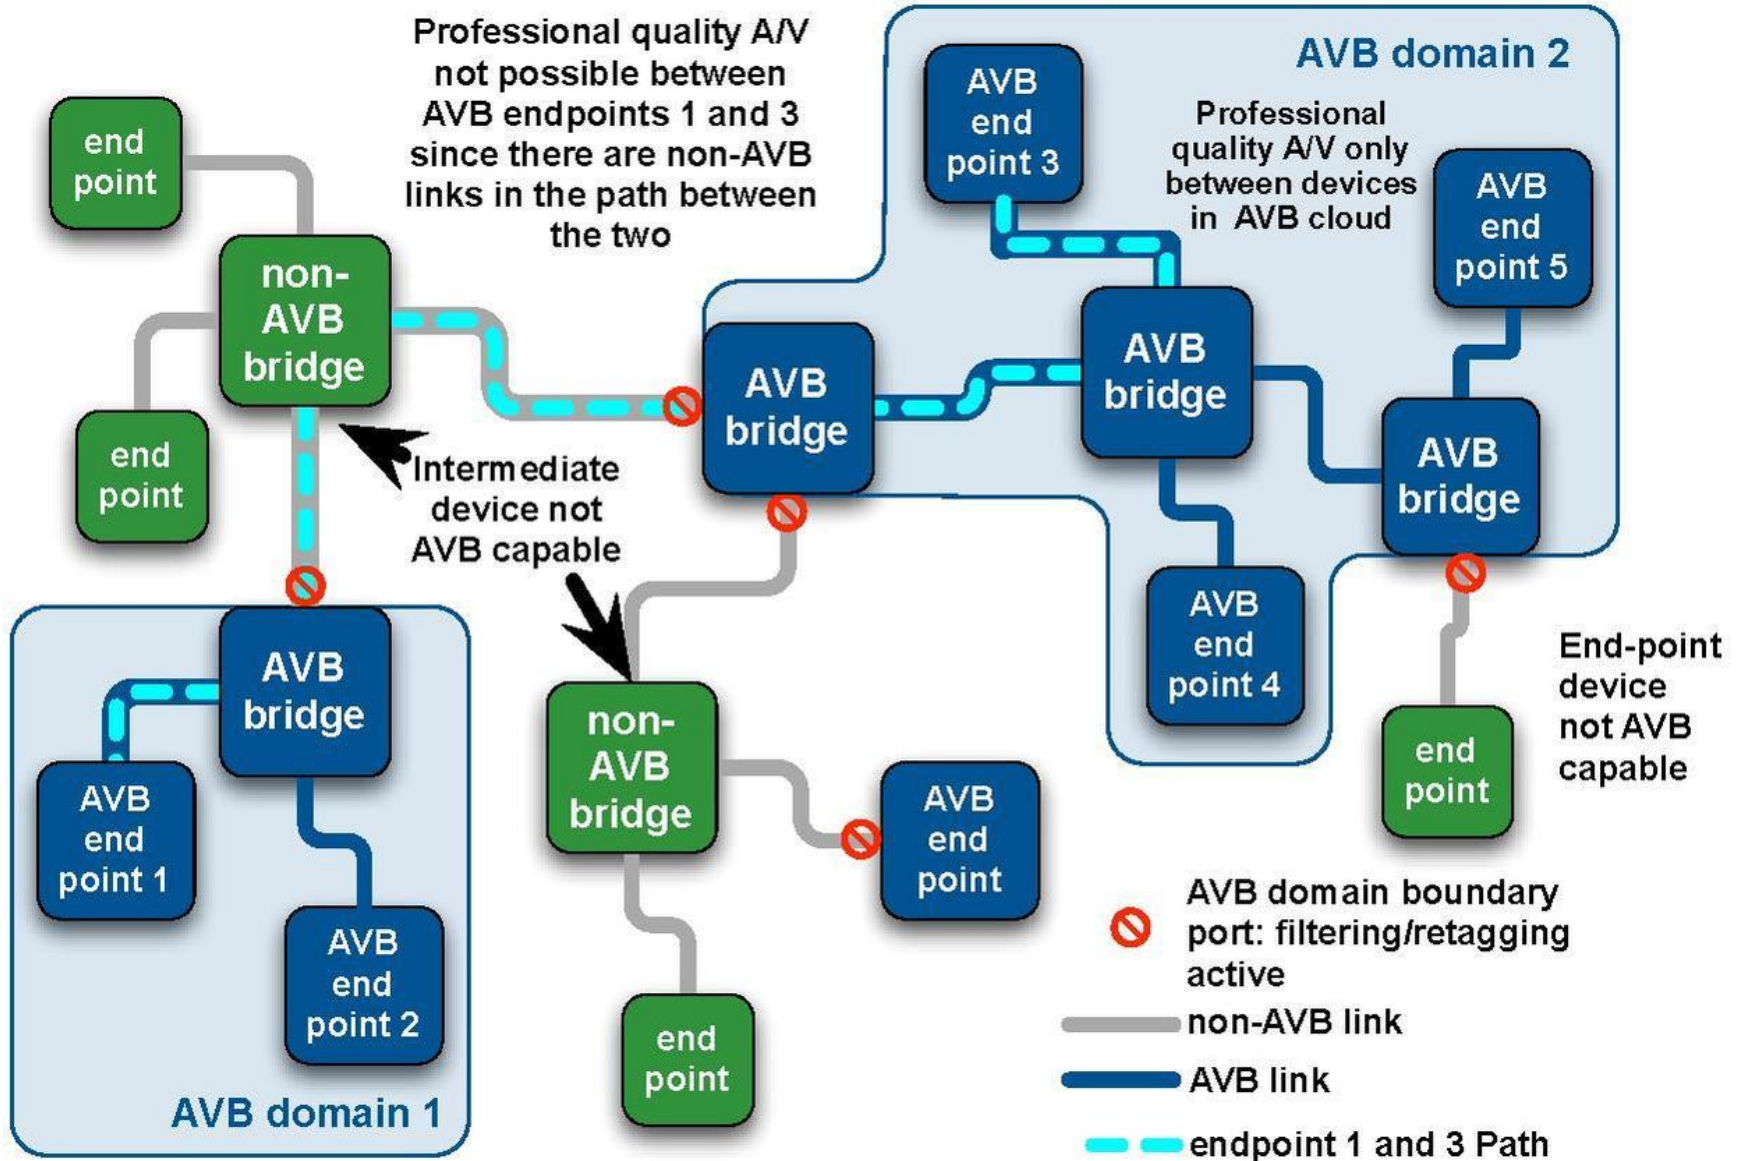 Professional quality A/V
not possible between
AVB endpoints 1 and 3
since there are non-AVB
links in the path between
the two
AVB domain 2
AVB
end
point 3
Professional
quality A/V only
between devices
in AVB cloud
AVB
end
point 5
end
point
non-
AVB
bridge
end
point
AVB
bridge
AVB
bridge
AVB
bridge
Intermediate
device not
AVB capable
AVB
end
point 4
End-point
device
not AVB
capable
end
point
AVB
bridge
AVB
end
point 1
AVB
end
point 2
AVB domain 1
non-
AVB
bridge
AVB
end
point
end
point
AVB domain boundary
port: filtering/retagging
active
non-AVB link
AVB link
endpoint 1 and 3 Path